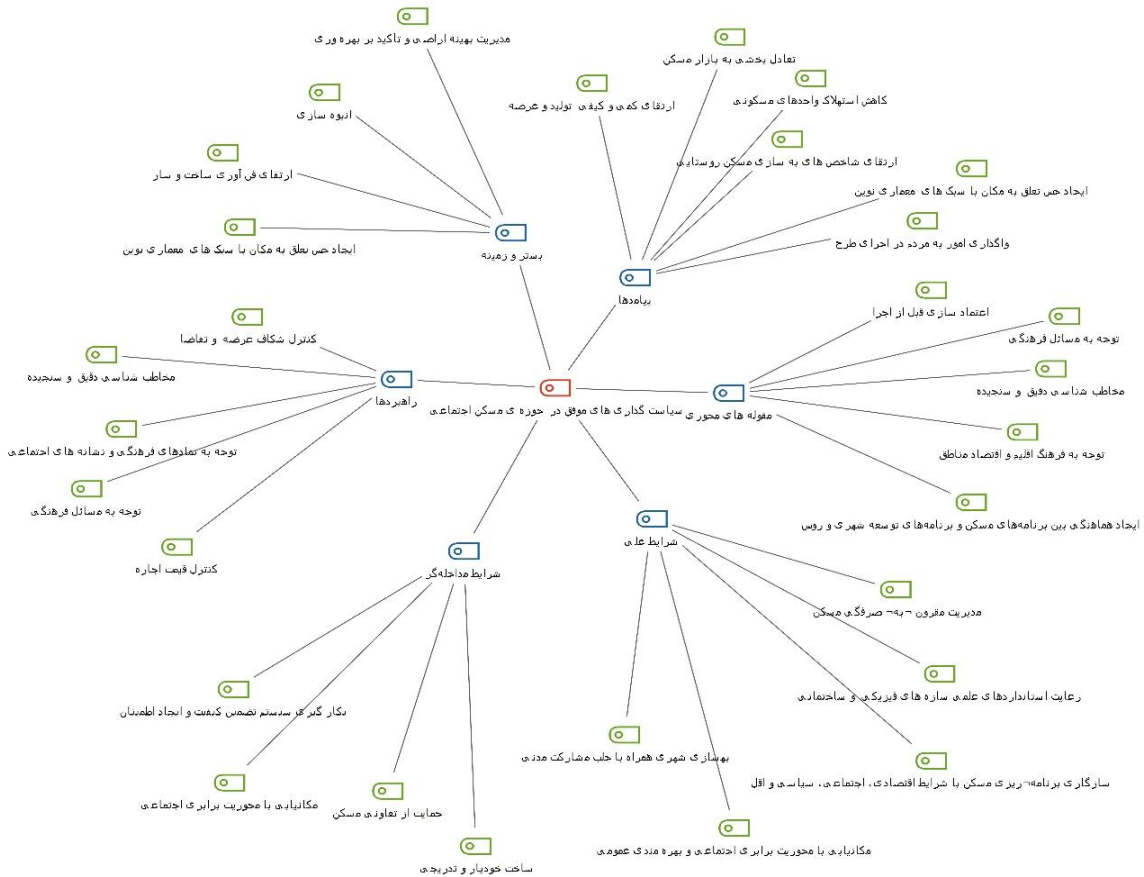 مدیریت بهینه اراضی و تأکید بر بهره وری
تعادل بخشی به بازار مسکن
کاهش استهلاک واحدهای مسکونی
ارتقای کمی و کیفی تولید و عرضه
انبوه سازی
ارتقای شاخص های به سازی مسکن روستایی
ارتقای فن آوری ساخت و ساز
ایجاد حس تعلق به مکان با سبک های معماری نوین
واگذاری امور به مردم در اجرای طرح
ایجاد حس تعلق به مکان با سبک های معماری نوین
بستر و زمینه
پیامدها
اعتماد سازی قبل از اجرا
کنترل شکاف عرضه و تقاضا
توجه به مسائل فرهنگی
مخاطب شناسی دقیق و سنجیده
مخاطب شناسی دقیق و سنجیده
راهبردها
سیاست گذاری های موفق در حوزه ی مسکن اجتماعی
مقوله های محوری
توجه به نمادهای فرهنگی و نشانه های اجتماعی
توجه به فرهنگ اقلیم و اقتصاد مناطق
توجه به مسائل فرهنگی
ایجاد هماهنگی بین برنامه‌های مسکن و برنامه‌های توسعه شهری و روس
شرایط علی
کنترل قیمت اجاره
شرایط مداخله‌گر
مدیریت مقرون ¬به¬ صرفگی مسکن
رعایت استانداردهای علمی سازه های فیزیکی و ساختمانی
بکار گیری سیستم تضمین کیفیت و ایجاد اطمینان
بهسازی شهری همراه با جلب مشارکت مدنی
سازگاری برنامه¬ریزی مسکن با شرایط اقتصادی، اجتماعی، سیاسی و اقل
مکانیابی با محوریت برابری اجتماعی
حمایت از تعاونی مسکن
مکانیابی با محوریت برابری اجتماعی و بهره مندی عمومی
ساخت خودیار و تدریجی